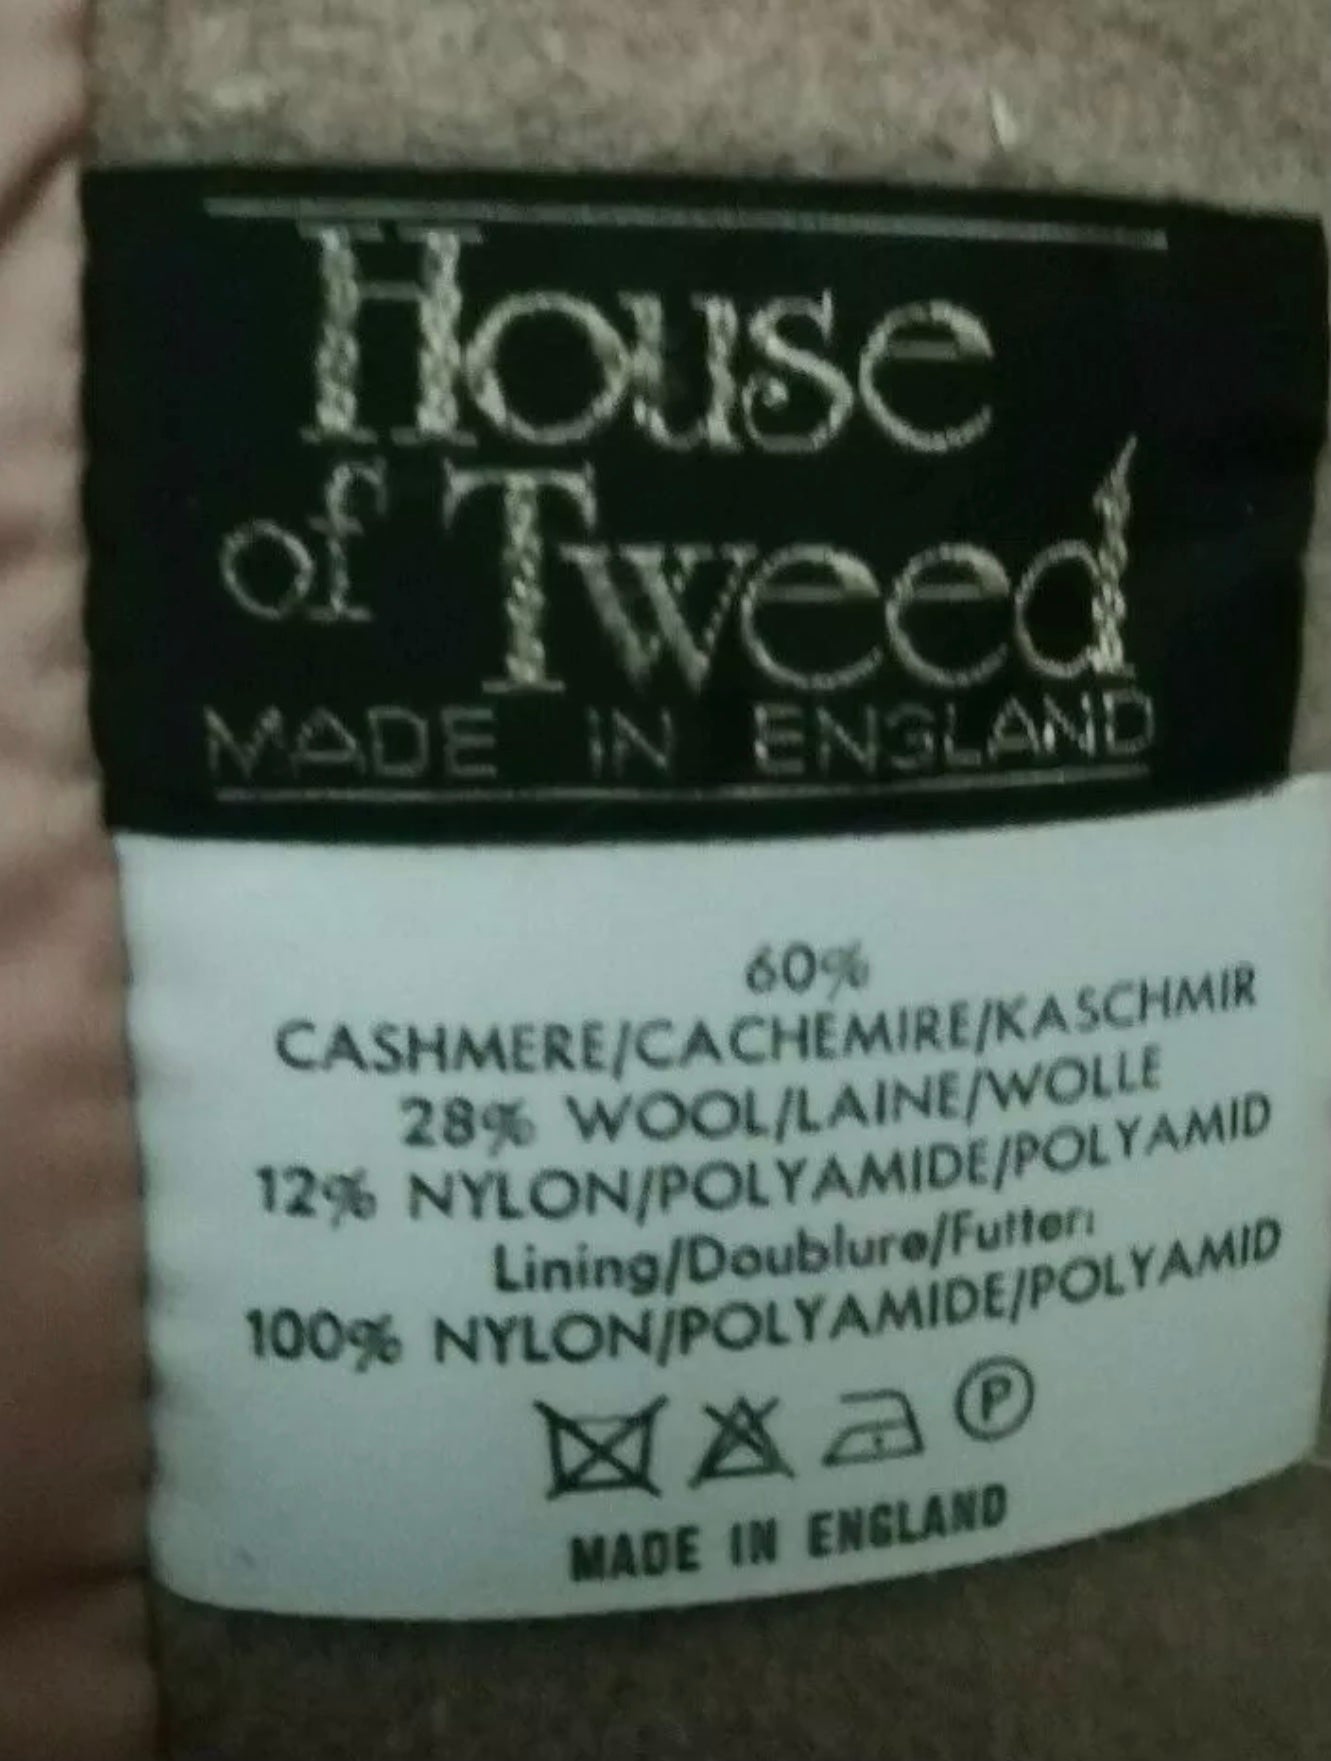 House
of Tweed
MADE IN ENGLAND
60%
CASHMERE/CACHEMIRE/KASCHMIR
28% WOOL/LAINE/WOLLE
12% NYLON/POLYAMIDE/POLYAMID
Lining/Doublure/Futter:
100% NYLON/POLYAMIDE/POLYAMID
P
MADE IN ENGLAND